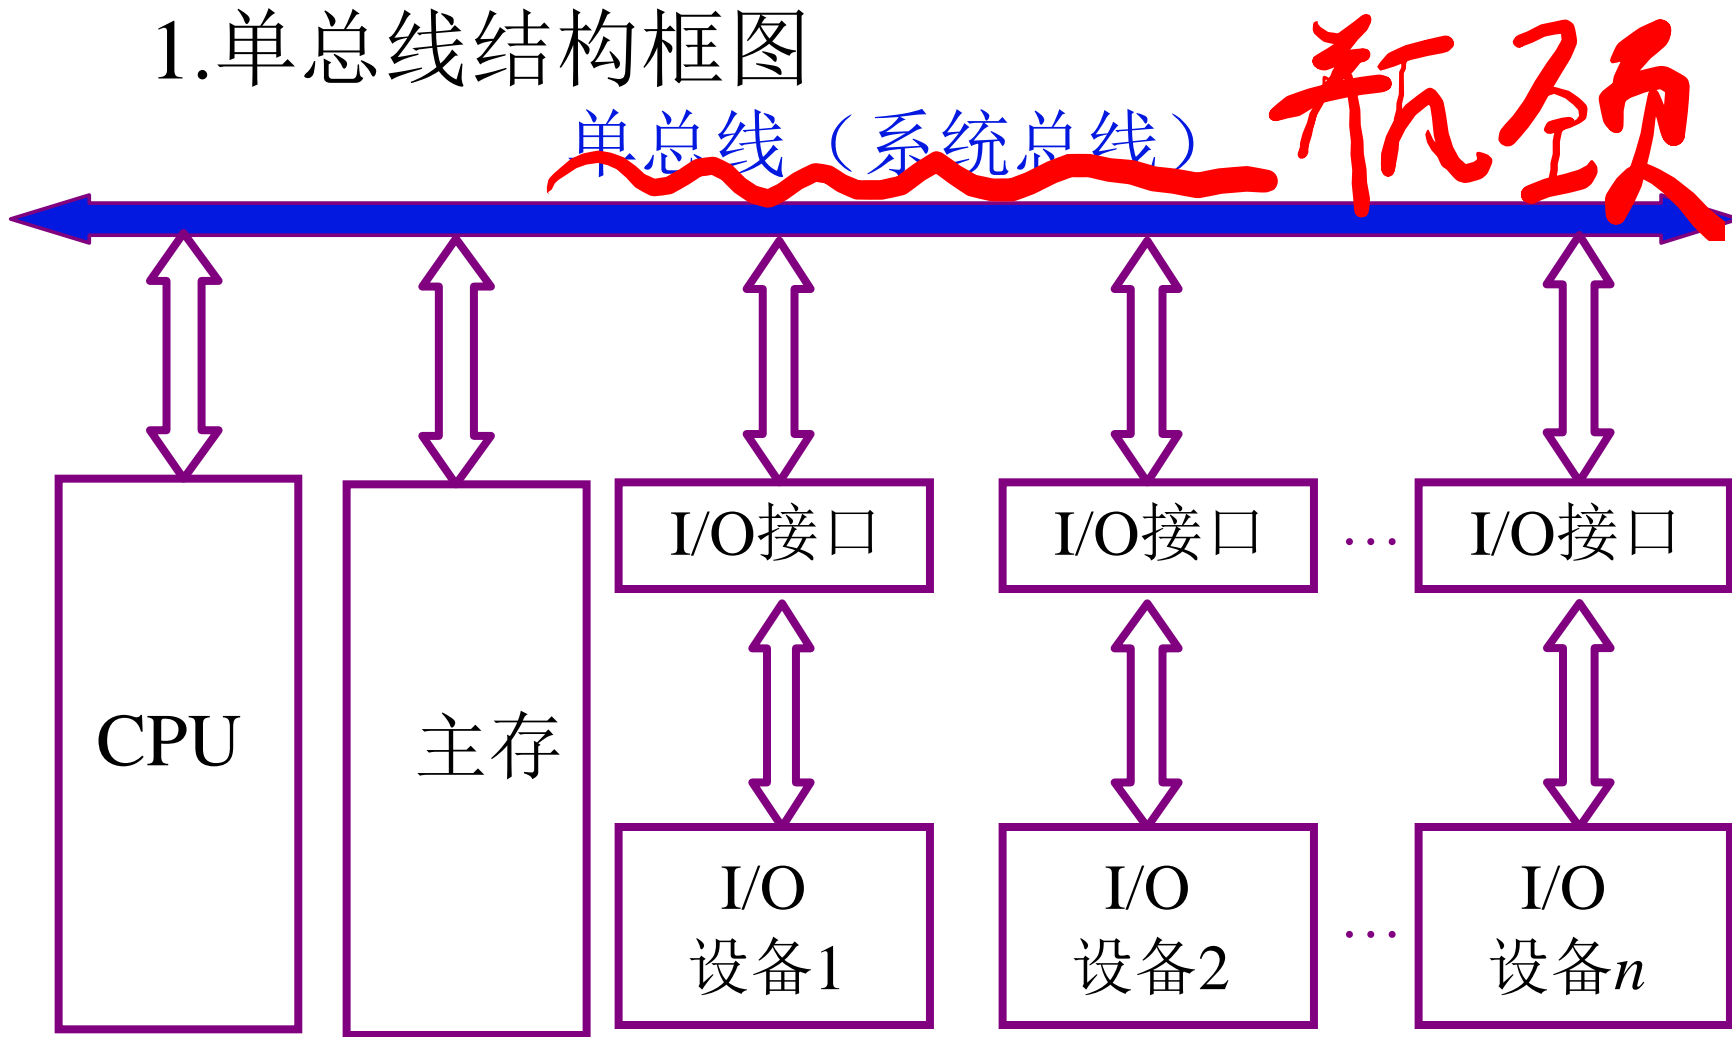 1.单总线结构框图
单总线（系统总线）
瓶颈
I/O接口
I/O接口
…
I/O接口
CPU
主存
I/O
设备1
I/O
设备2
…
I/O
设备n